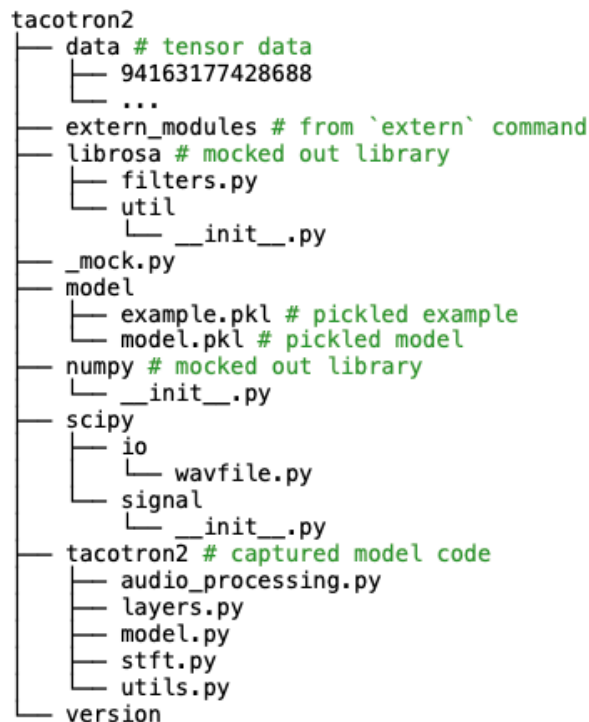 tacotron2
├── data # tensor data
│   ├── 94163177428688
│   └── ...
├── extern_modules # from `extern` command
├── librosa # mocked out library
│   ├── filters.py
│   └── util
│       └── __init__.py
├── _mock.py
├── model
│   ├── example.pkl # pickled example
│   └── model.pkl # pickled model
├── numpy # mocked out library
│   └── __init__.py
├── scipy
│   ├── io
│   │   └── wavfile.py
│   └── signal
│       └── __init__.py
├── tacotron2 # captured model code
│   ├── audio_processing.py
│   ├── layers.py
│   ├── model.py
│   ├── stft.py
│   └── utils.py
└── version